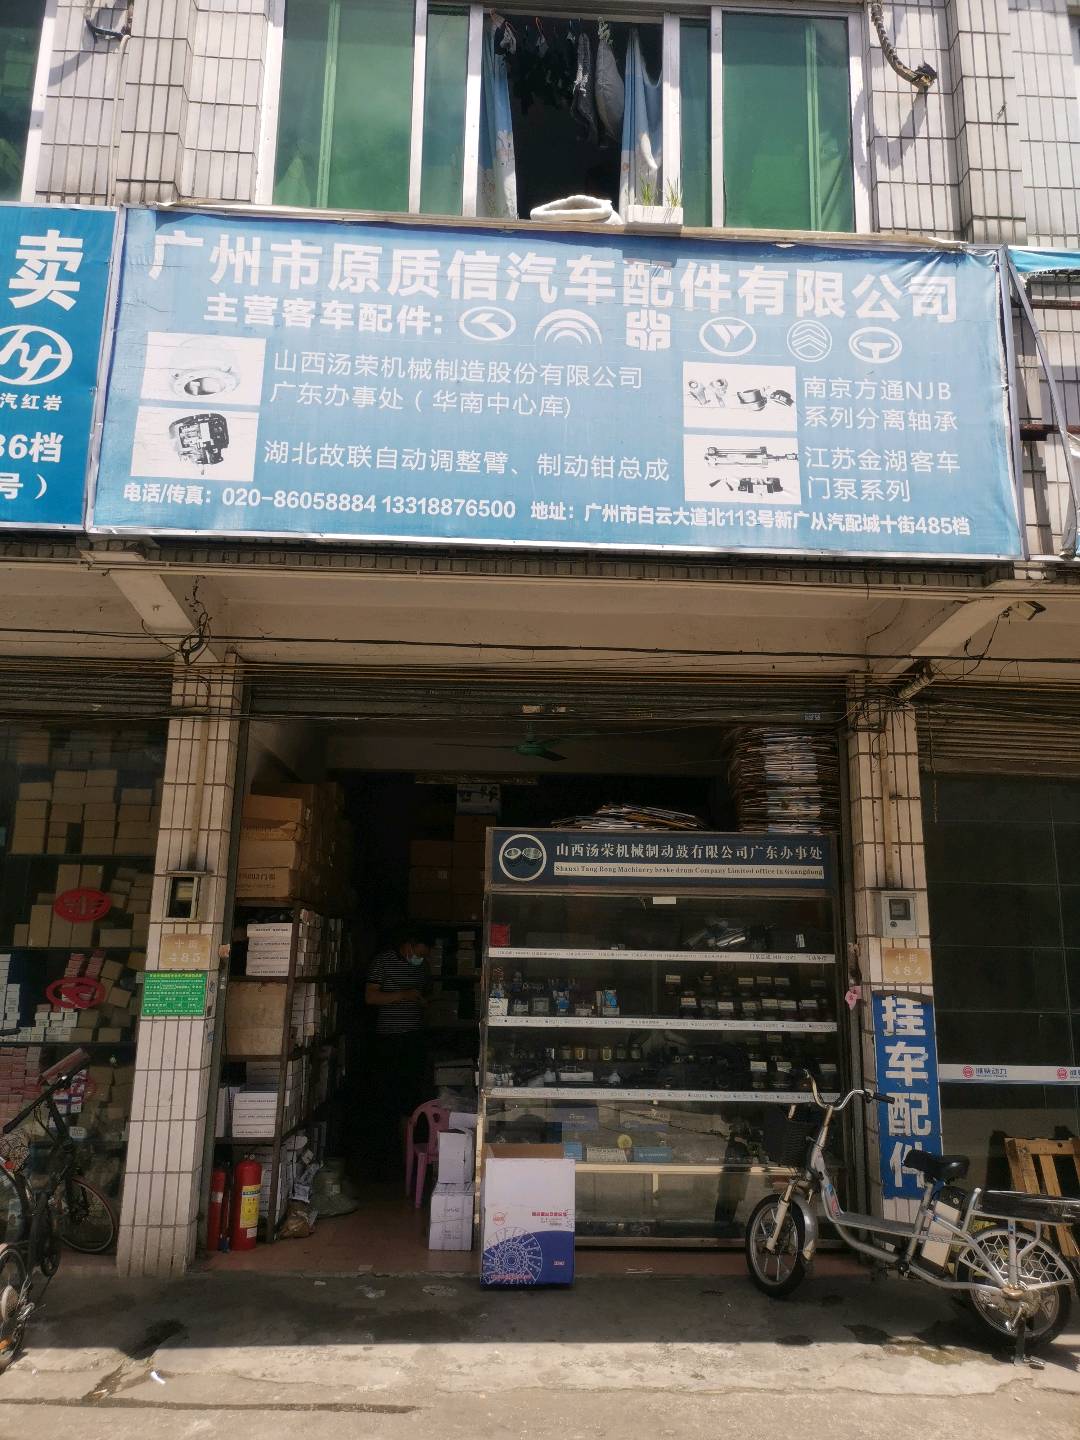 卖
汽红岩
86档
号）
广州市原质信汽车配件有限公司
主营客车配件:
山西汤荣机械制造股份有限公司
广东办事处（华南中心库)
湖北故联自动调整臂、制动钳总成
南京方通NJB
系列分离轴承
江苏金湖客车
门泵系列
电话/传真：020-86058884 13318876500 地址：广州市白云大道北113号新广从汽配城十街485档
山西汤荣机械制动鼓有限公司广东办事处
Shanxi Tang Rong Machinery brake drum Company Limited office in Guangdong
十街
485
十街
484
挂车配件
潍柴动力